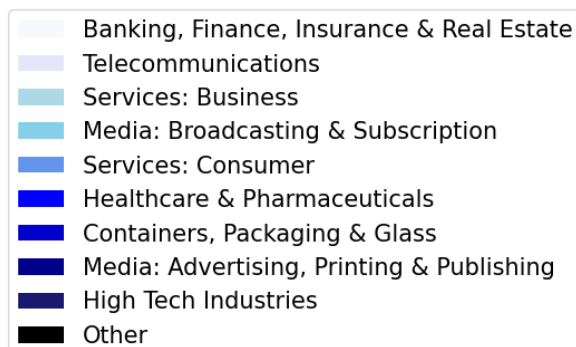 Banking, Finance, Insurance & Real Estate
Telecommunications
Services: Business
Media: Broadcasting & Subscription
Services: Consumer
Healthcare & Pharmaceuticals
Containers, Packaging & Glass
Media: Advertising, Printing & Publishing
High Tech Industries
Other